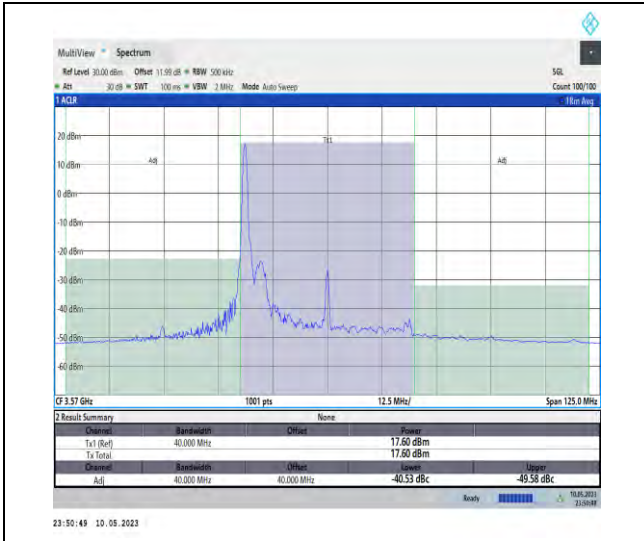 MultiView Spectrum
Ref Level 30.00 dBm Offset 11.99 dB RBW 500 kHz SGL
Att 30 dB SWT 100 ms VBW 2 MHz Mode Auto Sweep Count 100/100
1 ACLR 1Rm Avg
Tx1
20 dBm
Adj Adj
10 dBm
0 dBm
-10 dBm
-20 dBm
-30 dBm
-40 dBm
-50 dBm
-60 dBm
CF 3.57 GHz 1001 pts 12.5 MHz/ Span 125.0 MHz
2 Result Summary None
Channel Bandwidth Offset Power
Tx1 (Ref) 40.000 MHz 17.60 dBm
Tx Total 17.60 dBm
Channel Bandwidth Offset Lower Upper
Adj 40.000 MHz 40.000 MHz -40.53 dBc -49.58 dBc
Ready 10.05.2023
23:50:48
23:50:49 10.05.2023